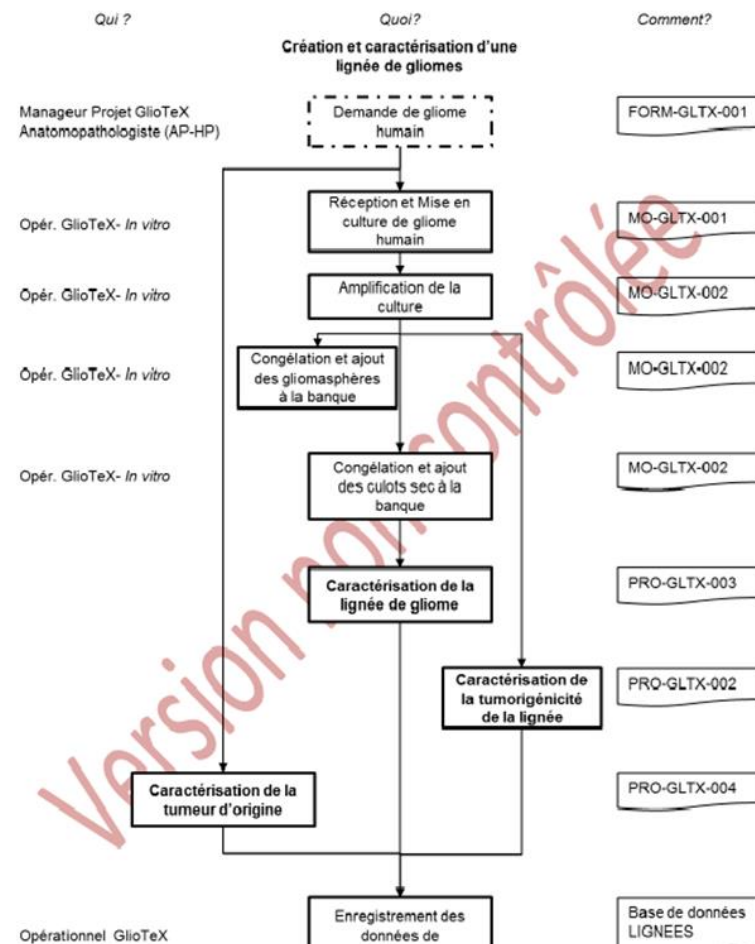 Qui ?
Quoi?
Comment?
Création et caractérisation d'une
lignée de gliomes
Manageur Projet GlioTeX
Anatomopathologiste (AP-HP)
Demande de gliome
humain
FORM-GLTX-001
Opér. GlioTeX- In vitro
Réception et Mise en
culture de gliome
humain
MO-GLTX-001
Opér. GlioTeX- In vitro
Amplification de la
culture
MO-GLTX-002
Opér. GlioTeX- In vitro
Congélation et ajout
des gliomasphères
à la banque
MO-GLTX-002
Opér. GlioTeX- In vitro
Congélation et ajout
des culots sec à la
banque
MO-GLTX-002
Caractérisation de la
lignée de gliome
PRO-GLTX-003
Caractérisation de
la tumorigénicité
de la lignée
PRO-GLTX-002
Caractérisation de la
tumeur d'origine
PRO-GLTX-004
Opérationnel GlioTeX
Enregistrement des
données de
Base de données
LIGNEES
Version non contrôlée